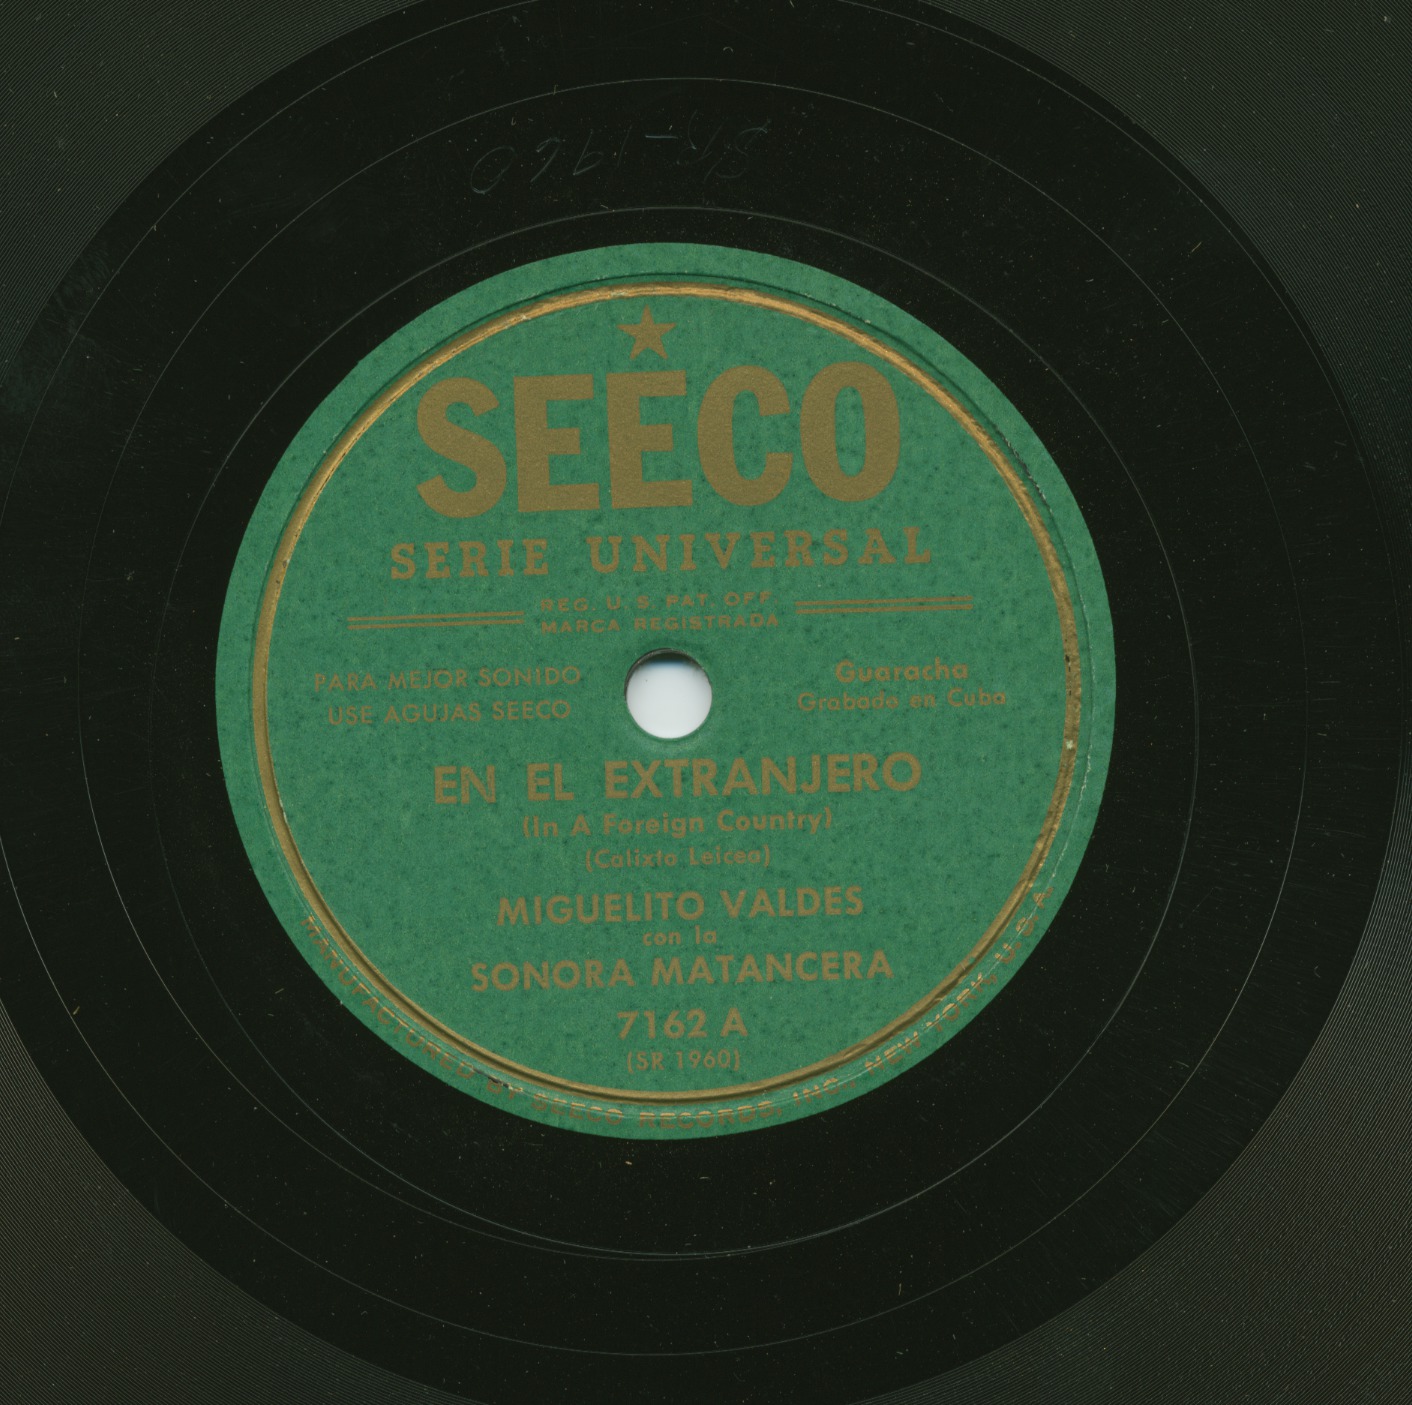 SR-1960
SEECO
SERIE UNIVERSAL
REG. U. S. PAT. OFF.
MARCA REGISTRADA
PARA MEJOR SONIDO
USE AGUJAS SEECO
Guaracha
Grabado en Cuba
EN EL EXTRANJERO
(In A Foreign Country)
(Calixto Leicea)
MIGUELITO VALDES
con la
SONORA MATANCERA
7162 A
(SR 1960)
MANUFACTURED BY SEECO RECORDS, INC., NEW YORK, U.S.A.